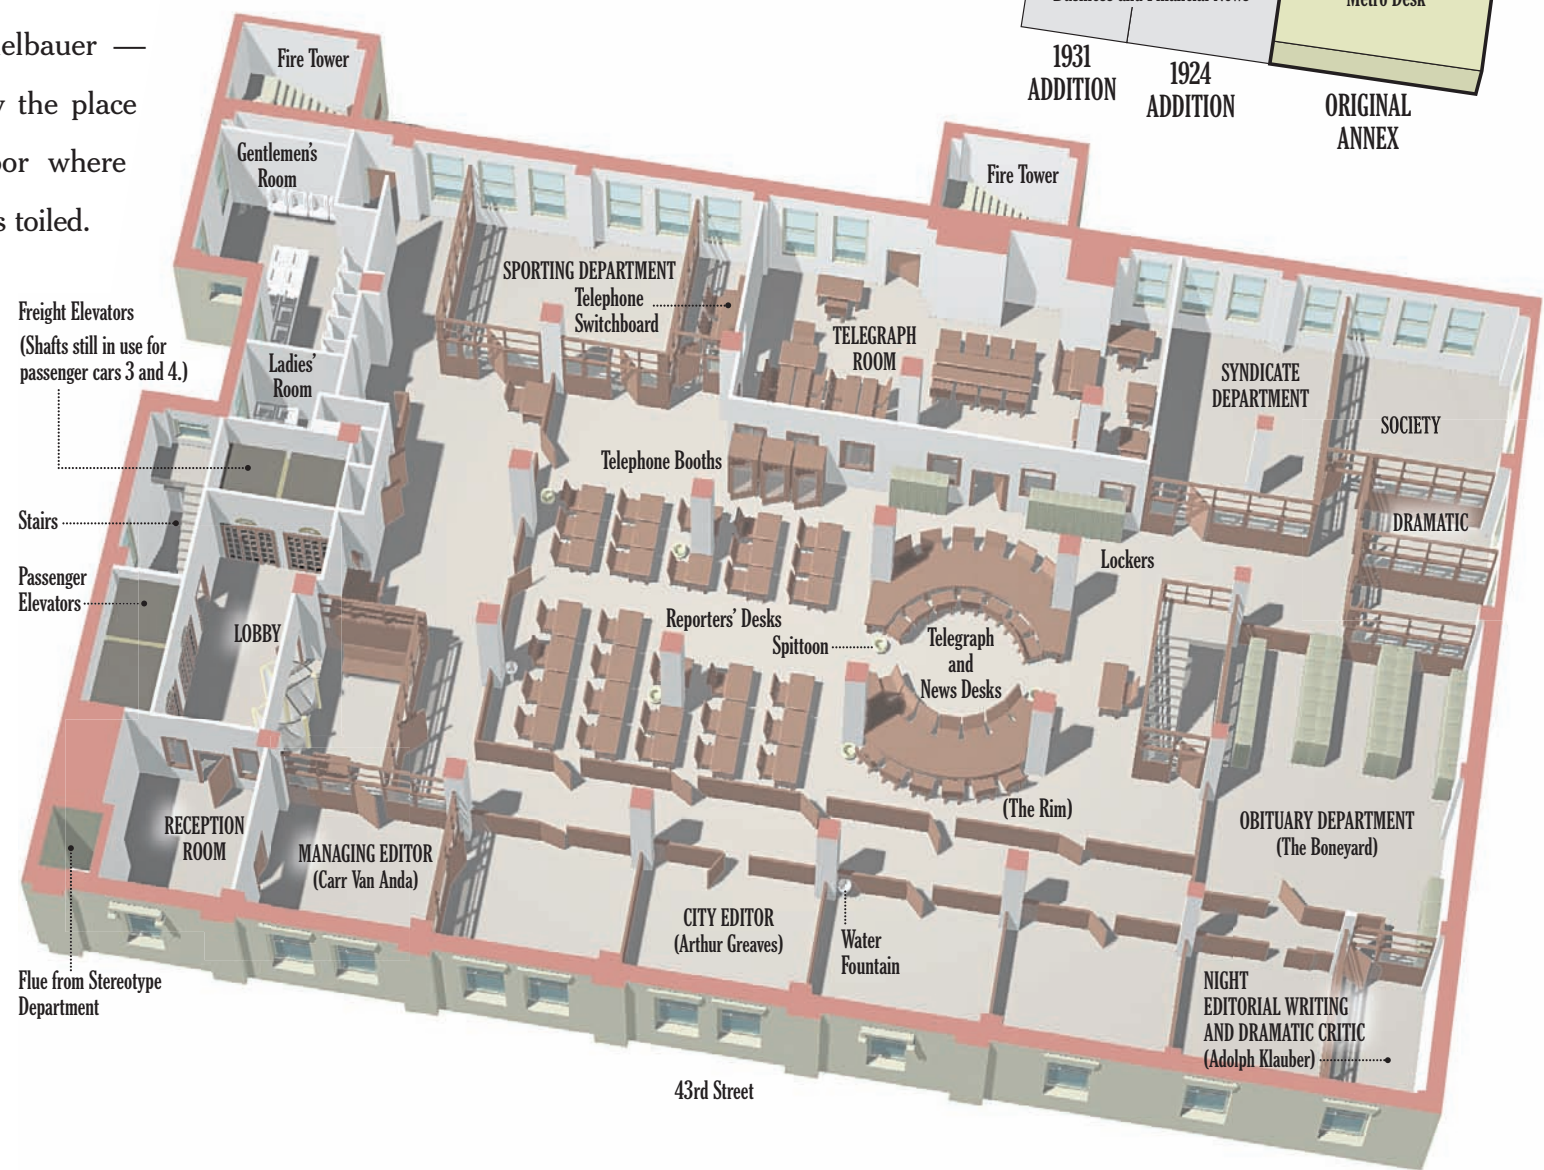 elbauer —
the place
where
toiled.
Metro Desk
1931
ADDITION
1924
ADDITION
ORIGINAL
ANNEX
Fire Tower
Gentlemen's
Room
Fire Tower
SPORTING DEPARTMENT
Telephone
Switchboard
TELEGRAPH
ROOM
Freight Elevators
(Shafts still in use for
passenger cars 3 and 4.)
Ladies'
Room
SYNDICATE
DEPARTMENT
SOCIETY
Telephone Booths
Stairs
DRAMATIC
Lockers
Passenger
Elevators
LOBBY
Reporters' Desks
Spittoon
Telegraph
and
News Desks
(The Rim)
RECEPTION
ROOM
MANAGING EDITOR
(Carr Van Anda)
OBITUARY DEPARTMENT
(The Boneyard)
CITY EDITOR
(Arthur Greaves)
Water
Fountain
Flue from Stereotype
Department
NIGHT
EDITORIAL WRITING
AND DRAMATIC CRITIC
(Adolph Klauber)
43rd Street